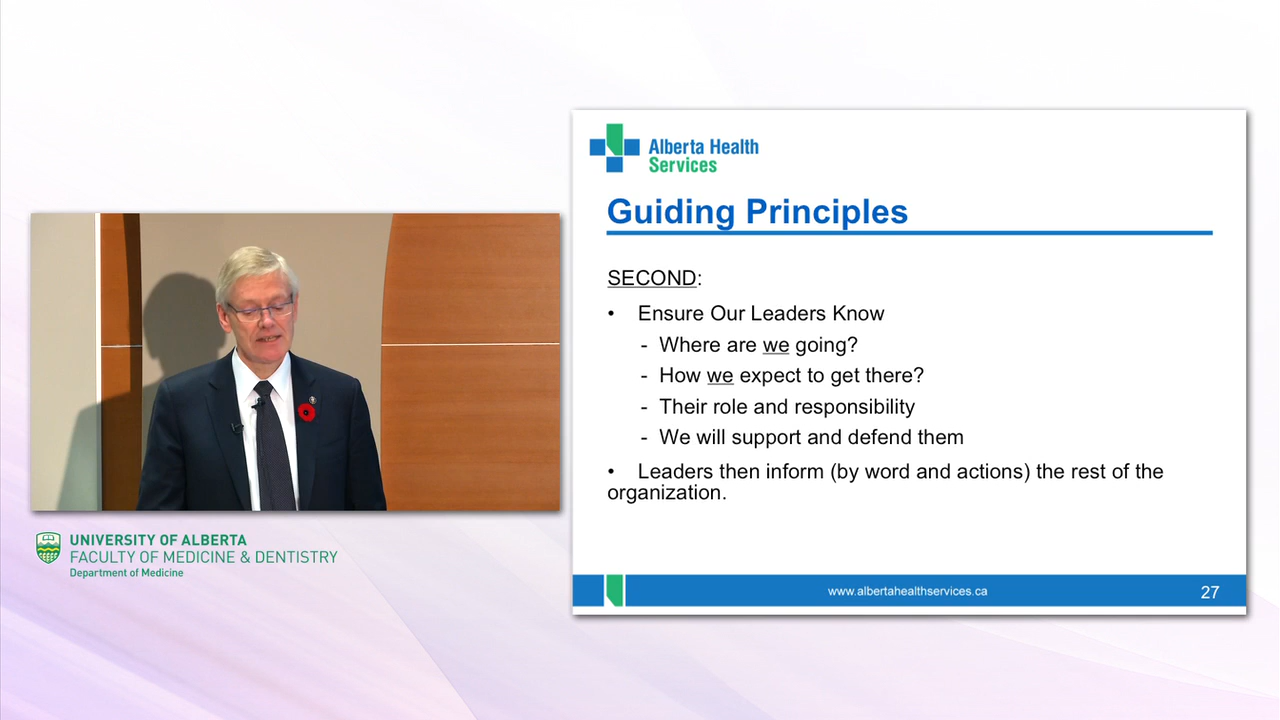 Alberta Health
Services
Guiding Principles
SECOND:
• Ensure Our Leaders Know
- Where are we going?
- How we expect to get there?
- Their role and responsibility
- We will support and defend them
• Leaders then inform (by word and actions) the rest of the
organization.
www.albertahealthservices.ca
27
UNIVERSITY OF ALBERTA
FACULTY OF MEDICINE & DENTISTRY
Department of Medicine